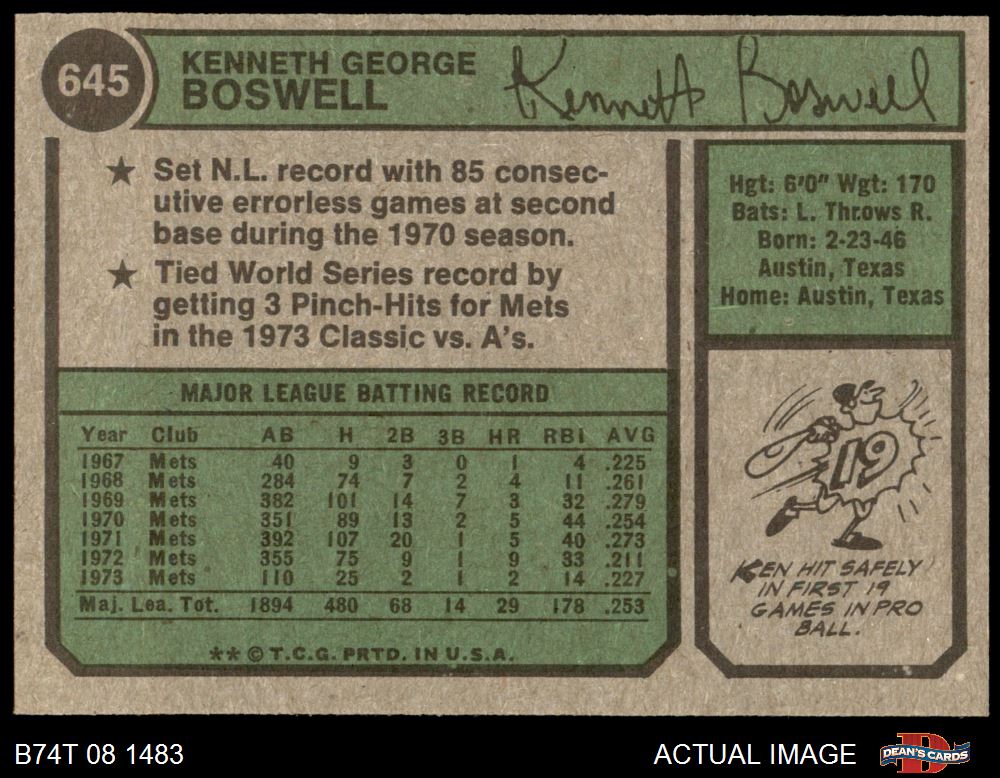 645
KENNETH GEORGE
BOSWELL
Kenneth Boswell
★ Set N.L. record with 85 consec-
utive errorless games at second
base during the 1970 season.
★ Tied World Series record by
getting 3 Pinch-Hits for Mets
in the 1973 Classic vs. A's.
Hgt: 6'0" Wgt: 170
Bats: L. Throws R.
Born: 2-23-46
Austin, Texas
Home: Austin, Texas
MAJOR LEAGUE BATTING RECORD
Year Club AB H 2B 3B HR RBI AVG
1967 Mets 40 9 3 0 1 4 .225
1968 Mets 284 74 7 2 4 11 .261
1969 Mets 382 101 14 7 3 32 .279
1970 Mets 351 89 13 2 5 44 .254
1971 Mets 392 107 20 1 5 40 .273
1972 Mets 355 75 9 1 9 33 .211
1973 Mets 110 25 2 1 2 14 .227
Maj. Lea. Tot. 1894 480 68 14 29 178 .253
** © T.C.G. PRTD. IN U.S.A.
19
KEN HIT SAFELY
IN FIRST 19
GAMES IN PRO
BALL.
B74T 08 1483
ACTUAL IMAGE
DEAN'S CARDS